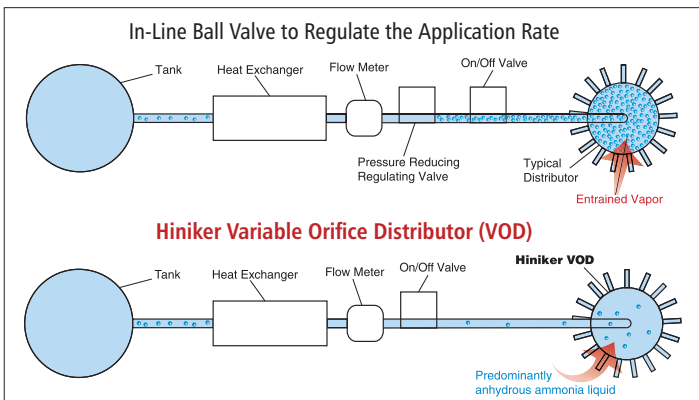 In-Line Ball Valve to Regulate the Application Rate
Tank
Heat Exchanger
Flow Meter
On/Off Valve
Pressure Reducing
Regulating Valve
Typical
Distributor
Entrained Vapor
Hiniker Variable Orifice Distributor (VOD)
Tank
Heat Exchanger
Flow Meter
On/Off Valve
Hiniker VOD
Predominantly
anhydrous ammonia liquid